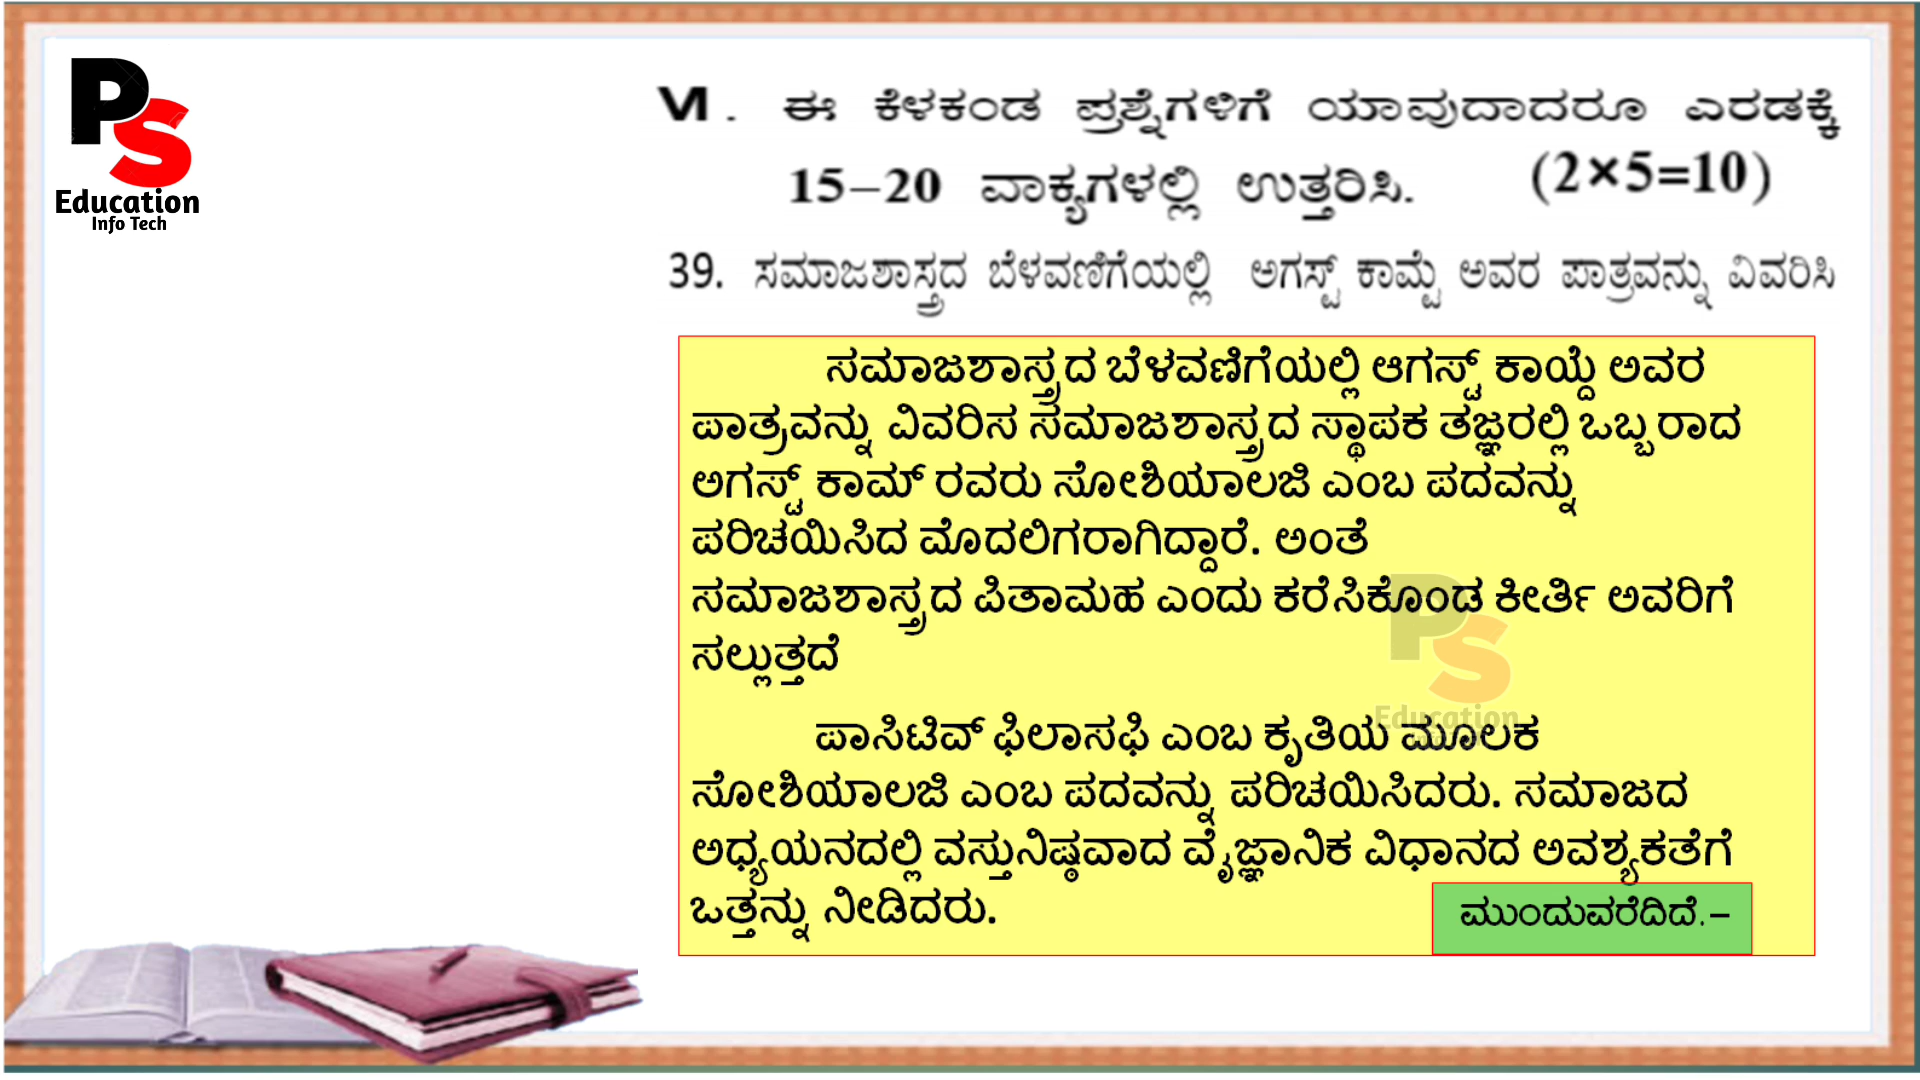 PS
Education
Info Tech
VI. ಈ ಕೆಳಕಂಡ ಪ್ರಶ್ನೆಗಳಿಗೆ ಯಾವುದಾದರೂ ಎರಡಕ್ಕೆ
15–20 ವಾಕ್ಯಗಳಲ್ಲಿ ಉತ್ತರಿಸಿ. (2×5=10)
39. ಸಮಾಜಶಾಸ್ತ್ರದ ಬೆಳವಣಿಗೆಯಲ್ಲಿ ಅಗಸ್ಟ್ ಕಾಮ್ಟೆ ಅವರ ಪಾತ್ರವನ್ನು ವಿವರಿಸಿ
ಸಮಾಜಶಾಸ್ತ್ರದ ಬೆಳವಣಿಗೆಯಲ್ಲಿ ಆಗಸ್ಟ್ ಕಾಯ್ದೆ ಅವರ
ಪಾತ್ರವನ್ನು ವಿವರಿಸ ಸಮಾಜಶಾಸ್ತ್ರದ ಸ್ಥಾಪಕ ತಜ್ಞರಲ್ಲಿ ಒಬ್ಬರಾದ
ಅಗಸ್ಟ್ ಕಾಮ್ ರವರು ಸೋಶಿಯಾಲಜಿ ಎಂಬ ಪದವನ್ನು
ಪರಿಚಯಿಸಿದ ಮೊದಲಿಗರಾಗಿದ್ದಾರೆ. ಅಂತೆ
ಸಮಾಜಶಾಸ್ತ್ರದ ಪಿತಾಮಹ ಎಂದು ಕರೆಸಿಕೊಂಡ ಕೀರ್ತಿ ಅವರಿಗೆ
ಸಲ್ಲುತ್ತದೆ
ಪಾಸಿಟಿವ್ ಫಿಲಾಸಫಿ ಎಂಬ ಕೃತಿಯ ಮೂಲಕ
ಸೋಶಿಯಾಲಜಿ ಎಂಬ ಪದವನ್ನು ಪರಿಚಯಿಸಿದರು. ಸಮಾಜದ
ಅಧ್ಯಯನದಲ್ಲಿ ವಸ್ತುನಿಷ್ಠವಾದ ವೈಜ್ಞಾನಿಕ ವಿಧಾನದ ಅವಶ್ಯಕತೆಗೆ
ಒತ್ತನ್ನು ನೀಡಿದರು.
ಮುಂದುವರೆದಿದೆ.–
PS
Education
Info Tech